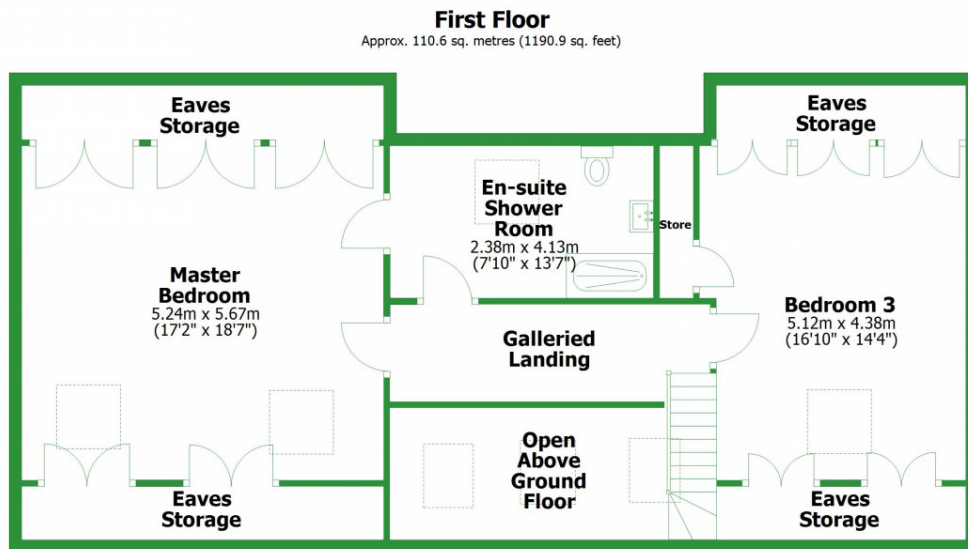 First Floor
Approx. 110.6 sq. metres (1190.9 sq. feet)
Eaves
Storage
Eaves
Storage
En-suite
Shower
Room
2.38m x 4.13m
(7'10" x 13'7")
Store
Master
Bedroom
5.24m x 5.67m
(17'2" x 18'7")
Bedroom 3
5.12m x 4.38m
(16'10" x 14'4")
Galleried
Landing
Open
Above
Ground
Floor
Eaves
Storage
Eaves
Storage